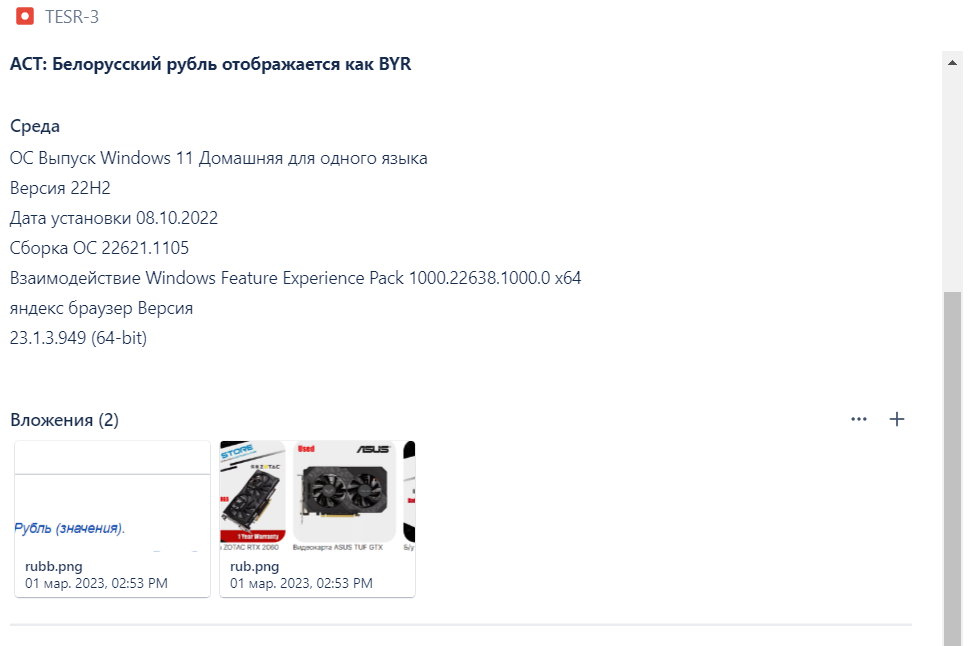 TESR-3
АСТ: Белорусский рубль отображается как BYR
Среда
ОС Выпуск Windows 11 Домашняя для одного языка
Версия 22H2
Дата установки 08.10.2022
Сборка ОС 22621.1105
Взаимодействие Windows Feature Experience Pack 1000.22638.1000.0 x64
яндекс браузер Версия
23.1.3.949 (64-bit)
Вложения (2)
Рубль (значения).
STORE
ZOTAC
1 Year Warranty
Used
ASUS
ZOTAC RTX 2060
Видеокарта ASUS TUF GTX
Б/у
rubb.png
01 мар. 2023, 02:53 PM
rub.png
01 мар. 2023, 02:53 PM